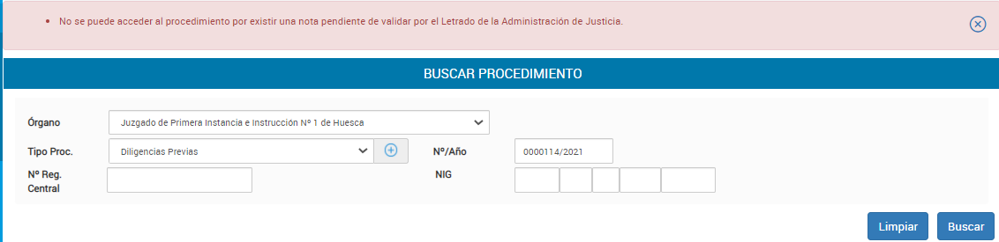 No se puede acceder al procedimiento por existir una nota pendiente de validar por el Letrado de la Administración de Justicia.
BUSCAR PROCEDIMIENTO
Órgano Juzgado de Primera Instancia e Instrucción Nº 1 de Huesca
Tipo Proc. Diligencias Previas Nº/Año 0000114/2021
Nº Reg. Central NIG
Limpiar Buscar